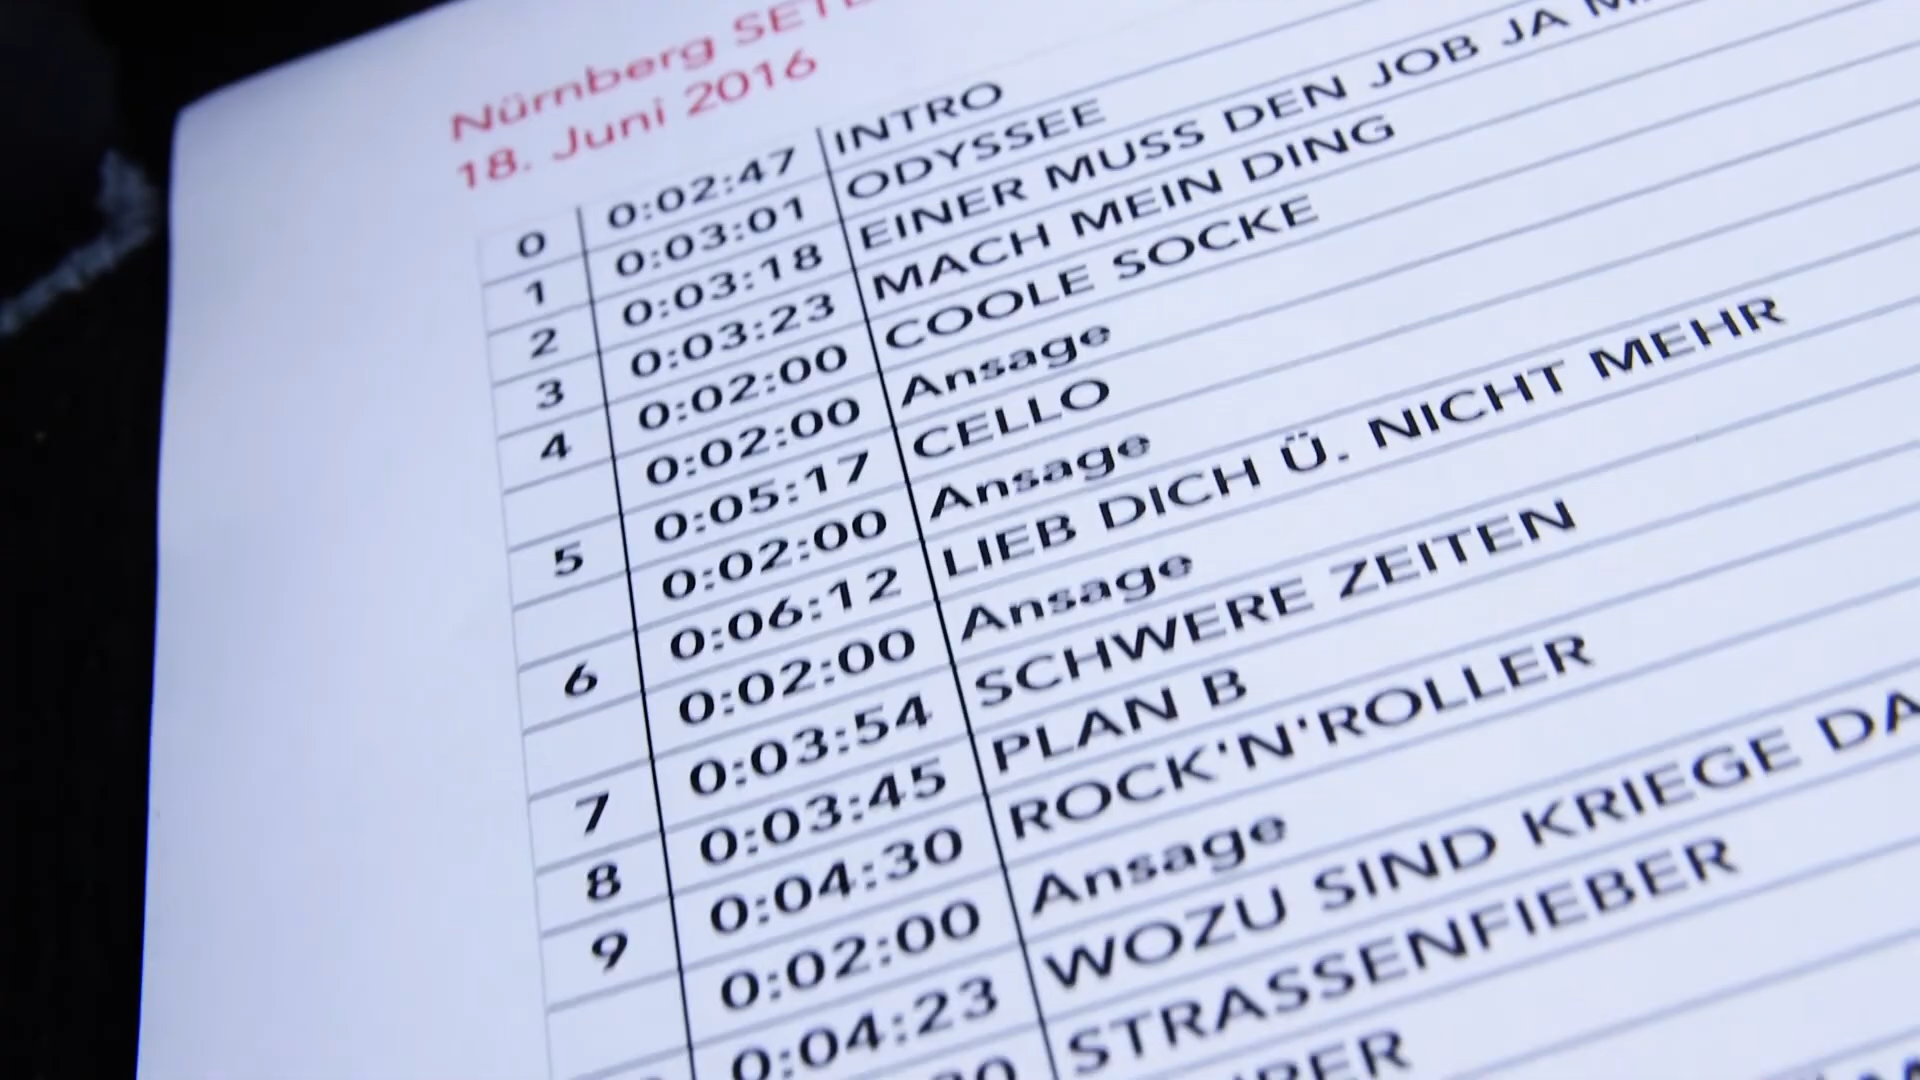 Nürnberg
18. Juni 2016
0 0:02:47 INTRO
1 0:03:01 ODYSSEE
2 0:03:18 EINER MUSS DEN JOB JA
3 0:03:23 MACH MEIN DING
4 0:02:00 COOLE SOCKE
0:02:00 Ansage
5 0:05:17 CELLO
0:02:00 Ansage
6 0:06:12 LIEB DICH Ü. NICHT MEHR
0:02:00 Ansage
7 0:03:54 SCHWERE ZEITEN
8 0:03:45 PLAN B
9 0:04:30 ROCK'N'ROLLER
0:02:00 Ansage
0:04:23 WOZU SIND KRIEGE DA
STRASSENFIEBER